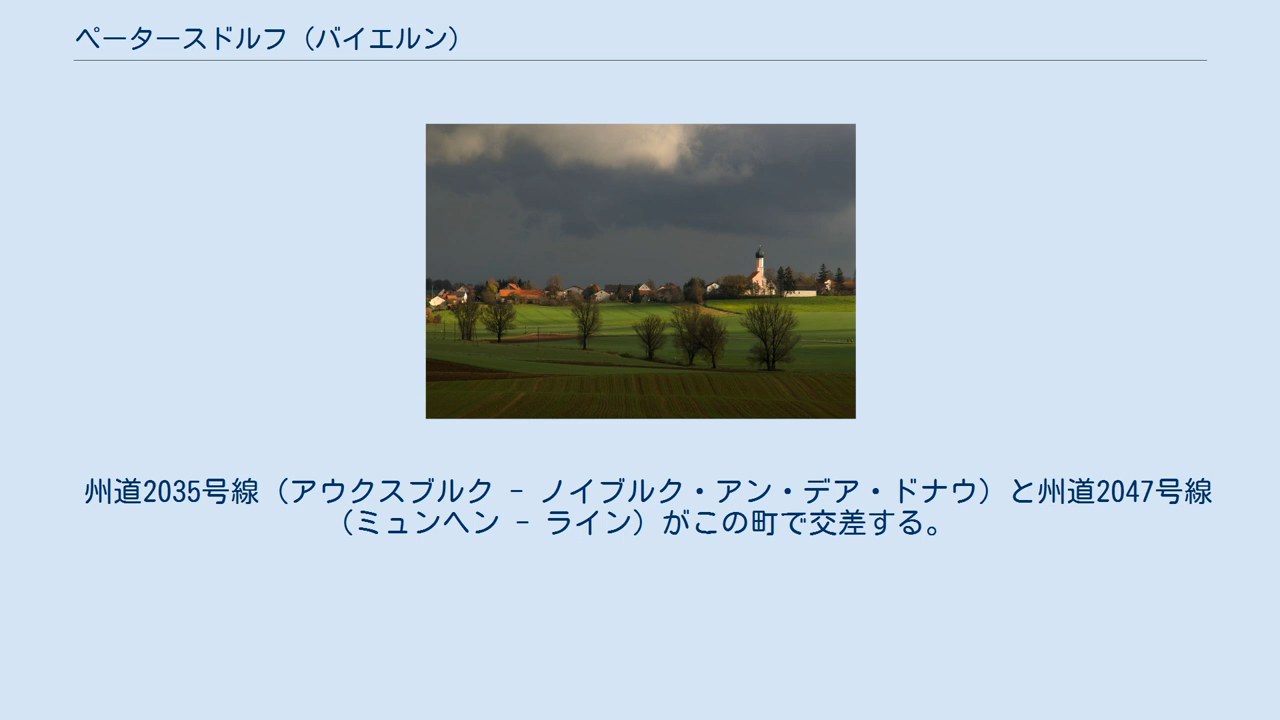 ペータースドルフ（バイエルン）
州道2035号線（アウクスブルク - ノイブルク・アン・デア・ドナウ）と州道2047号線
（ミュンヘン - ライン）がこの町で交差する。